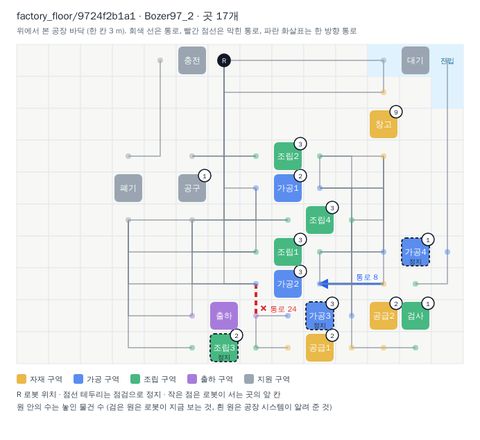 factory_floor/9724f2b1a1 · Bozer97_2 · 곳 17개
위에서 본 공장 바닥 (한 칸 3 m). 회색 선은 통로, 빨간 점선은 막힌 통로, 파란 화살표는 한 방향 통로
충전
R
대기
진입
9
창고
3
조립2
2
가공1
1
공구
폐기
3
조립4
3
조립1
1
가공4
정지
3
가공2
통로 8
✖ 통로 24
출하
3
가공3
정지
2
공급2
1
검사
2
조립3
정지
2
공급1
자재 구역
가공 구역
조립 구역
출하 구역
지원 구역
R 로봇 위치 · 점선 테두리는 점검으로 정지 · 작은 점은 로봇이 서는 곳의 앞 칸
원 안의 수는 놓인 물건 수 (검은 원은 로봇이 지금 보는 것, 흰 원은 공장 시스템이 알려 준 것)